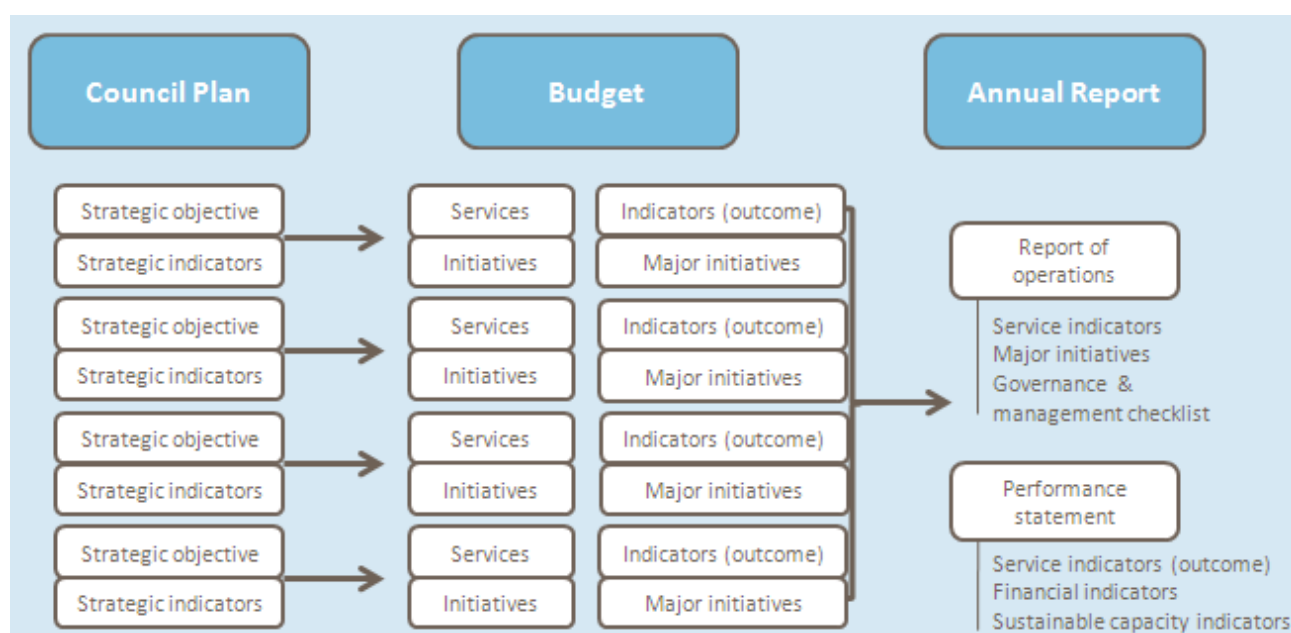 Council Plan
Budget
Annual Report
Strategic objective
Strategic indicators
Strategic objective
Strategic indicators
Strategic objective
Strategic indicators
Strategic objective
Strategic indicators
Services
Initiatives
Services
Initiatives
Services
Initiatives
Services
Initiatives
Indicators (outcome)
Major initiatives
Indicators (outcome)
Major initiatives
Indicators (outcome)
Major initiatives
Indicators (outcome)
Major initiatives
Report of
operations
Service indicators
Major initiatives
Governance &
management checklist
Performance
statement
Service indicators (outcome)
Financial indicators
Sustainable capacity indicators